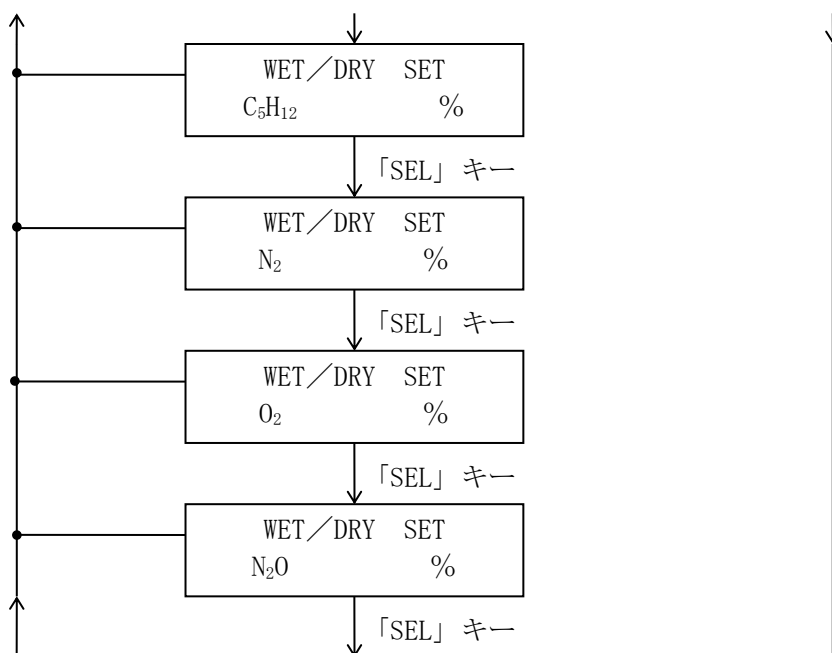 WET/DRY SET
C₅H₁₂ %
「SEL」キー
WET/DRY SET
N₂ %
「SEL」キー
WET/DRY SET
O₂ %
「SEL」キー
WET/DRY SET
N₂O %
「SEL」キー